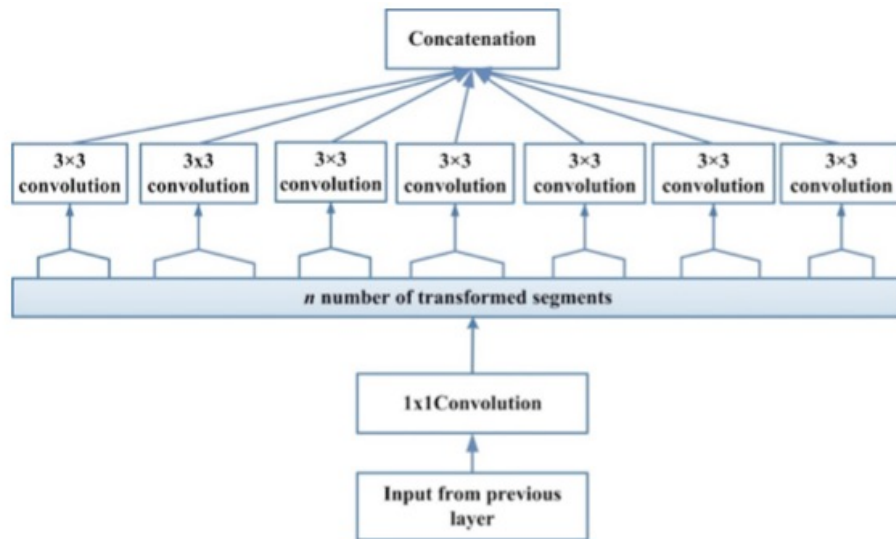 Concatenation
3×3
convolution
3x3
convolution
3×3
convolution
3×3
convolution
3×3
convolution
3×3
convolution
3×3
convolution
n number of transformed segments
1x1Convolution
Input from previous
layer